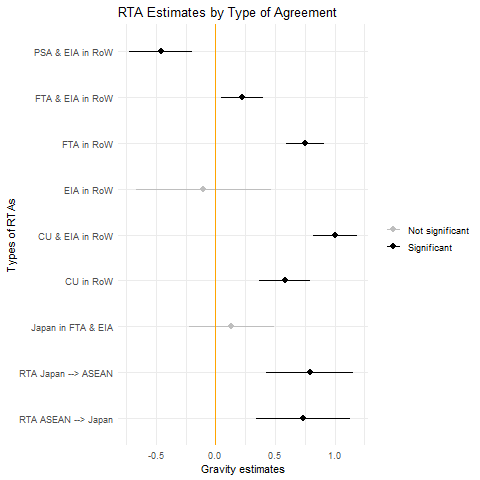 RTA Estimates by Type of Agreement
Types of RTAs
PSA & EIA in RoW
FTA & EIA in RoW
FTA in RoW
EIA in RoW
CU & EIA in RoW
CU in RoW
Japan in FTA & EIA
RTA Japan --> ASEAN
RTA ASEAN --> Japan
-0.5 0.0 0.5 1.0
Gravity estimates
Not significant
Significant